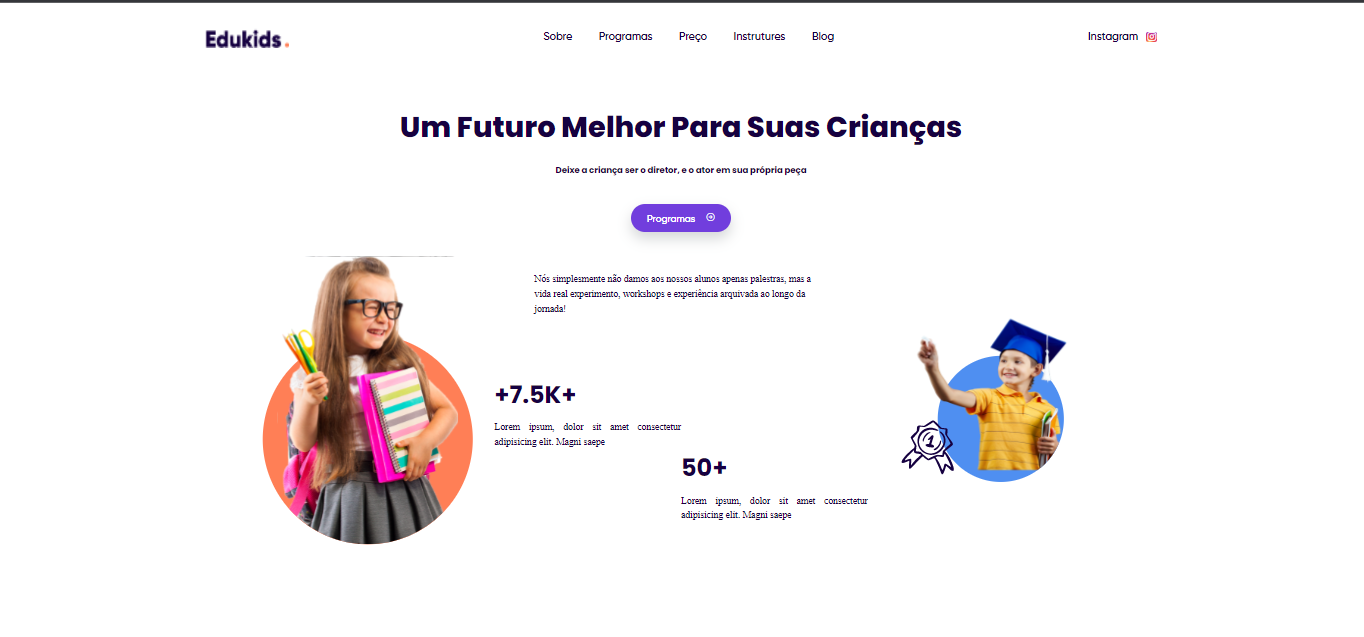 Edukids.
Sobre Programas Preço Instrutures Blog
Instagram
Um Futuro Melhor Para Suas Crianças
Deixe a criança ser o diretor, e o ator em sua própria peça
Programas
Nós simplesmente não damos aos nossos alunos apenas palestras, mas a
vida real experimento, workshops e experiência arquivada ao longo da
jornada!
+7.5K+
Lorem ipsum, dolor sit amet consectetur
adipisicing elit. Magni saepe
50+
Lorem ipsum, dolor sit amet consectetur
adipisicing elit. Magni saepe
1